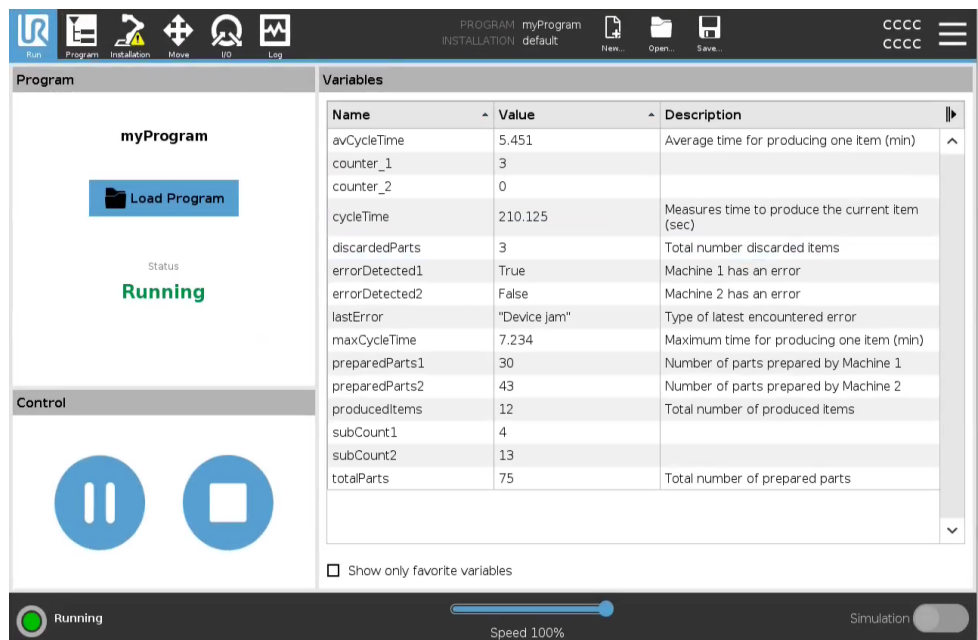 UR
Run
Program
Installation
Move
I/O
Log
PROGRAM myProgram
INSTALLATION default
New...
Open...
Save...
CCCC
CCCC
Program
myProgram
Load Program
Status
Running
Control
Variables
Name Value Description
avCycleTime 5.451 Average time for producing one item (min)
counter_1 3
counter_2 0
cycleTime 210.125 Measures time to produce the current item
(sec)
discardedParts 3 Total number discarded items
errorDetected1 True Machine 1 has an error
errorDetected2 False Machine 2 has an error
lastError "Device jam" Type of latest encountered error
maxCycleTime 7.234 Maximum time for producing one item (min)
preparedParts1 30 Number of parts prepared by Machine 1
preparedParts2 43 Number of parts prepared by Machine 2
producedItems 12 Total number of produced items
subCount1 4
subCount2 13
totalParts 75 Total number of prepared parts
Show only favorite variables
Running
Speed 100%
Simulation